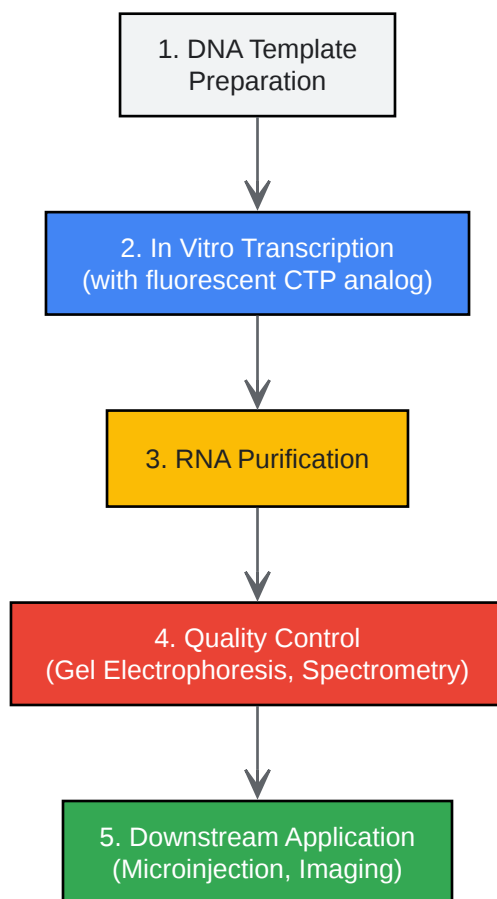 1. DNA Template
Preparation
2. In Vitro Transcription
(with fluorescent CTP analog)
3. RNA Purification
4. Quality Control
(Gel Electrophoresis, Spectrometry)
5. Downstream Application
(Microinjection, Imaging)